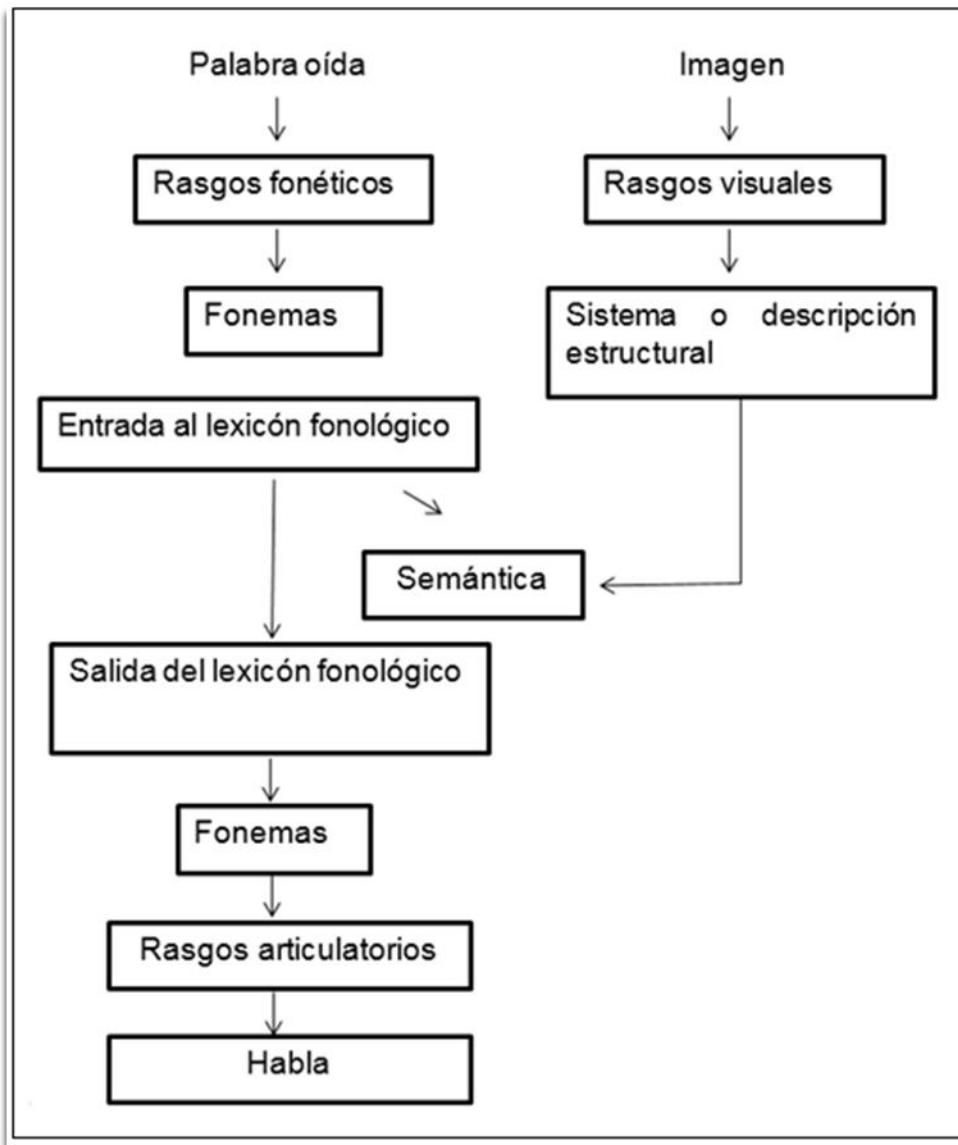 Palabra oída
Imagen
Rasgos fonéticos
Rasgos visuales
Fonemas
Sistema o descripción
estructural
Entrada al lexicón fonológico
Semántica
Salida del lexicón fonológico
Fonemas
Rasgos articulatorios
Habla